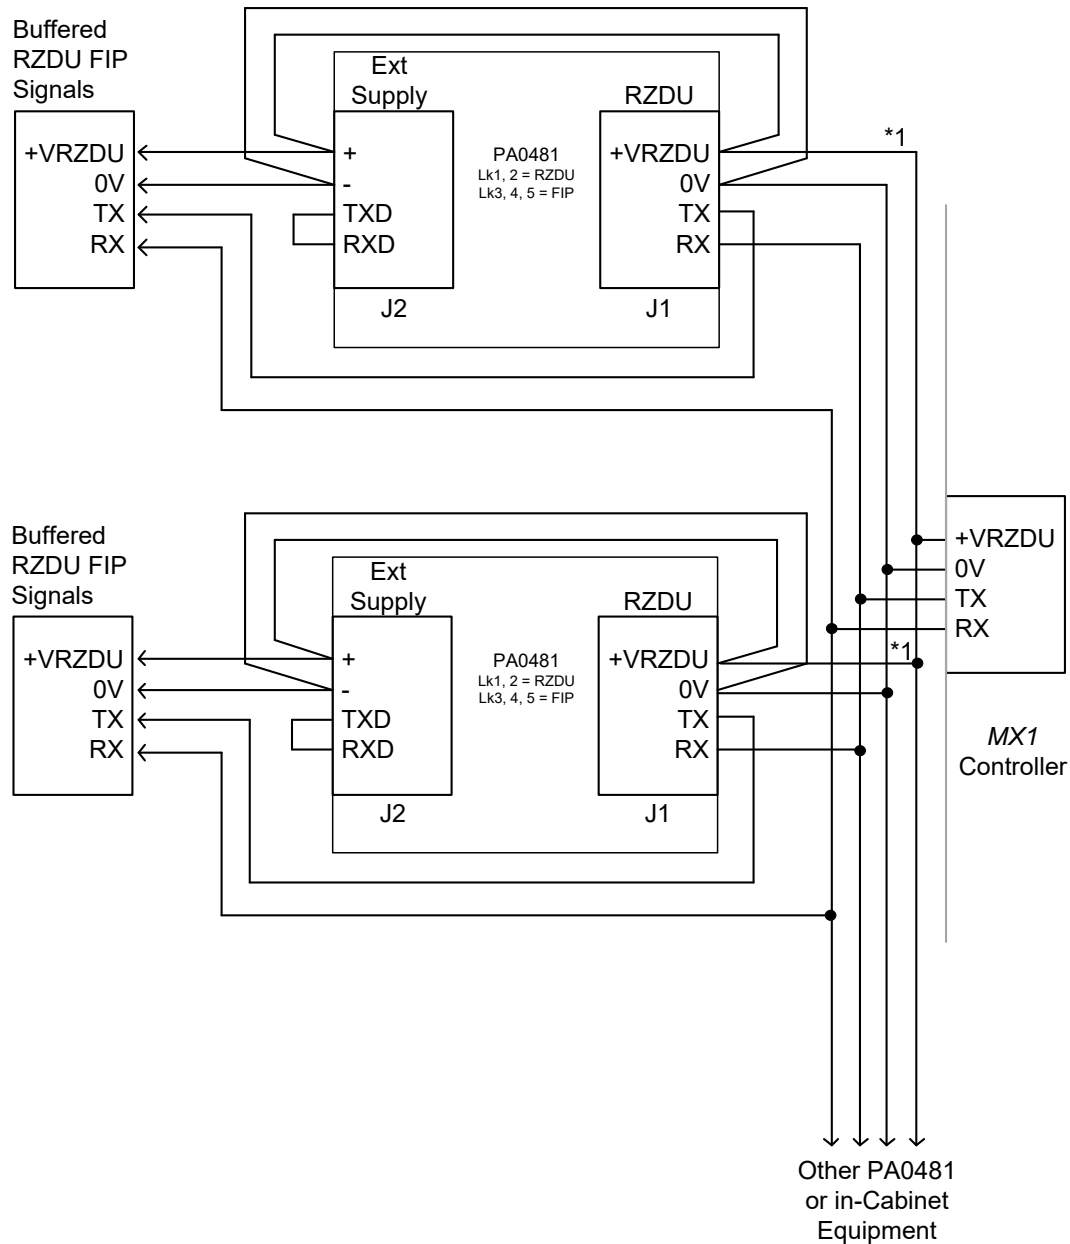 Buffered
RZDU FIP
Signals
+VRZDU
0V
TX
RX
Ext
Supply
+
-
TXD
RXD
J2
PA0481
Lk1, 2 = RZDU
Lk3, 4, 5 = FIP
RZDU
+VRZDU
0V
TX
RX
J1
*1
Buffered
RZDU FIP
Signals
+VRZDU
0V
TX
RX
Ext
Supply
+
-
TXD
RXD
J2
PA0481
Lk1, 2 = RZDU
Lk3, 4, 5 = FIP
RZDU
+VRZDU
0V
TX
RX
J1
*1
+VRZDU
0V
TX
RX
MX1
Controller
Other PA0481
or in-Cabinet
Equipment